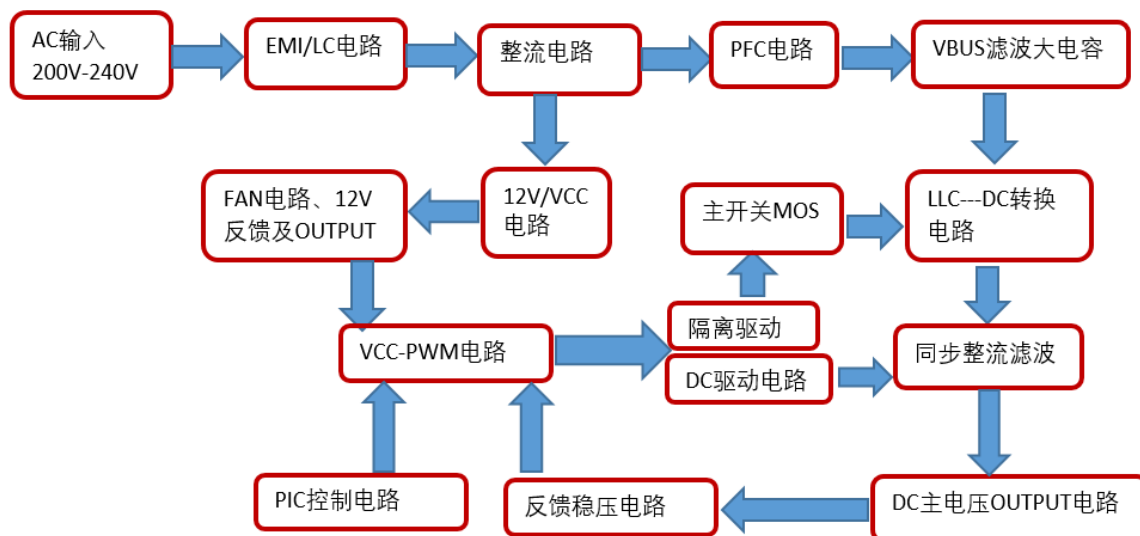 AC输入
200V-240V
EMI/LC电路
整流电路
PFC电路
VBUS滤波大电容
FAN电路、12V
反馈及OUTPUT
12V/VCC
电路
主开关MOS
LLC---DC转换
电路
VCC-PWM电路
隔离驱动
DC驱动电路
同步整流滤波
PIC控制电路
反馈稳压电路
DC主电压OUTPUT电路